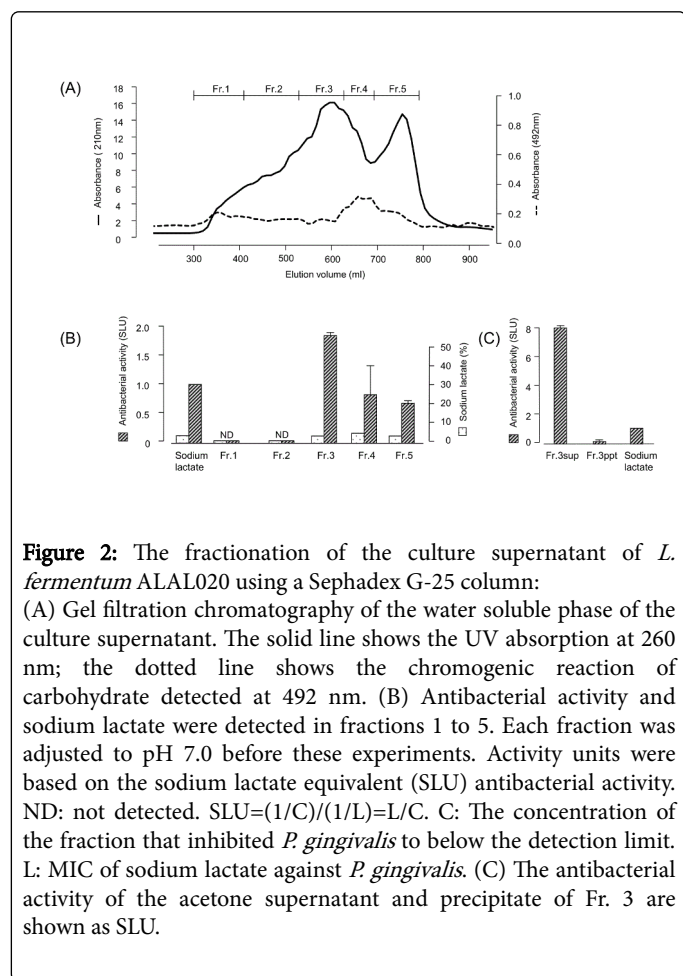 (A)
Fr.1 Fr.2 Fr.3 Fr.4 Fr.5
Absorbance ( 210nm)
18
16
14
12
10
8
6
4
2
0
1.0
0.8
0.6
0.4
0.2
0.0
Absorbance (492nm)
300 400 500 600 700 800 900
Elution volume (ml)
(B)
Antibacterial activity (SLU)
2.0
1.0
0.5
0
ND ND
50
40
30
20
10
0
Sodium lactate (%)
Sodium
lactate
Fr.1 Fr.2 Fr.3 Fr.4 Fr.5
(C)
Antibacterial activity (SLU)
8
6
4
2
0
Fr.3sup Fr.3ppt Sodium
lactate
Figure 2: The fractionation of the culture supernatant of L.
fermentum ALAL020 using a Sephadex G-25 column:
(A) Gel filtration chromatography of the water soluble phase of the
culture supernatant. The solid line shows the UV absorption at 260
nm; the dotted line shows the chromogenic reaction of
carbohydrate detected at 492 nm. (B) Antibacterial activity and
sodium lactate were detected in fractions 1 to 5. Each fraction was
adjusted to pH 7.0 before these experiments. Activity units were
based on the sodium lactate equivalent (SLU) antibacterial activity.
ND: not detected. SLU=(1/C)/(1/L)=L/C. C: The concentration of
the fraction that inhibited P. gingivalis to below the detection limit.
L: MIC of sodium lactate against P. gingivalis. (C) The antibacterial
activity of the acetone supernatant and precipitate of Fr. 3 are
shown as SLU.